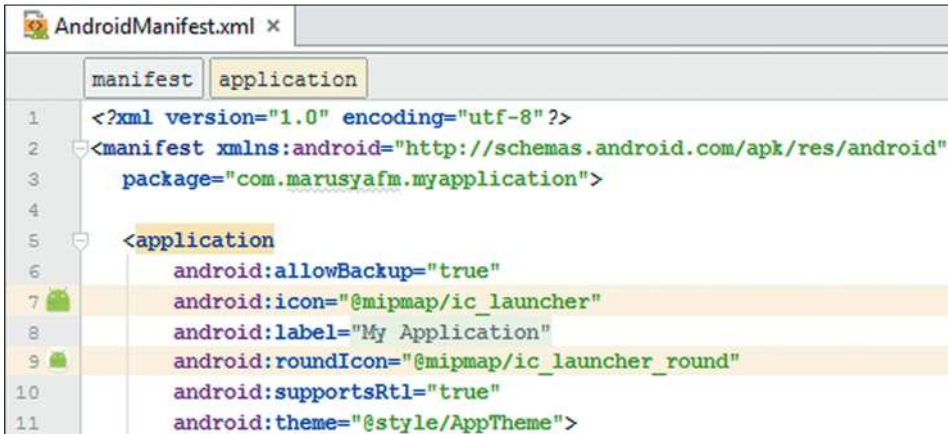 AndroidManifest.xml ×
manifest application
1 <?xml version="1.0" encoding="utf-8"?>
2 <manifest xmlns:android="http://schemas.android.com/apk/res/android"
3 package="com.marusyafm.myapplication">
4
5 <application
6 android:allowBackup="true"
7 android:icon="@mipmap/ic_launcher"
8 android:label="My Application"
9 android:roundIcon="@mipmap/ic_launcher_round"
10 android:supportsRtl="true"
11 android:theme="@style/AppTheme">